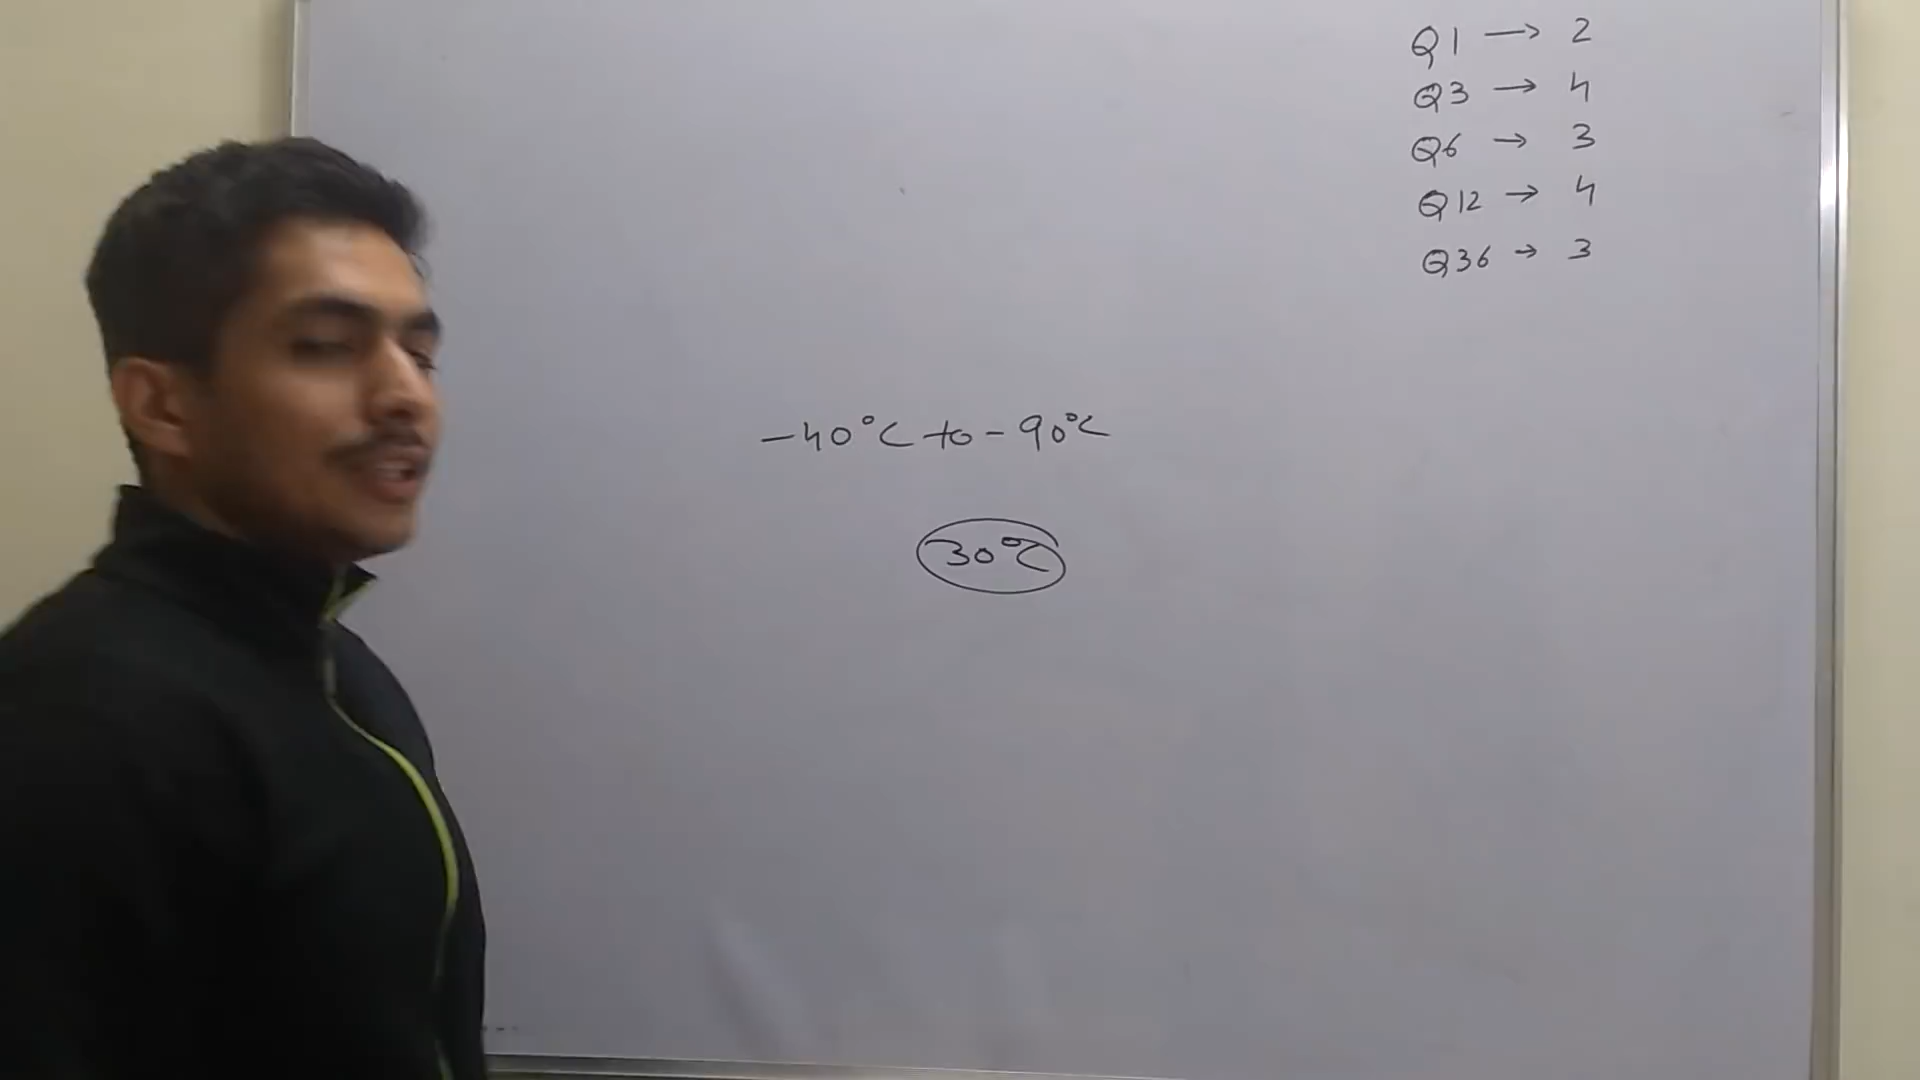 Q1 → 2
Q3 → 4
Q6 → 3
Q12 → 4
Q36 → 3
-40°C to -90°C
30°C